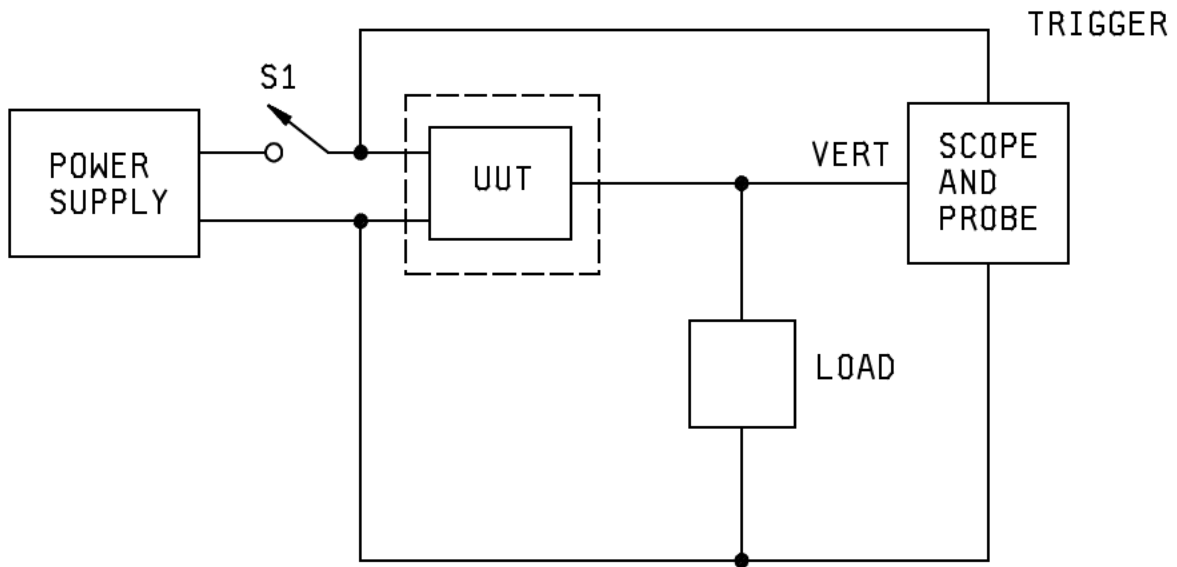 TRIGGER
S1
POWER
SUPPLY
UUT
VERT
SCOPE
AND
PROBE
LOAD